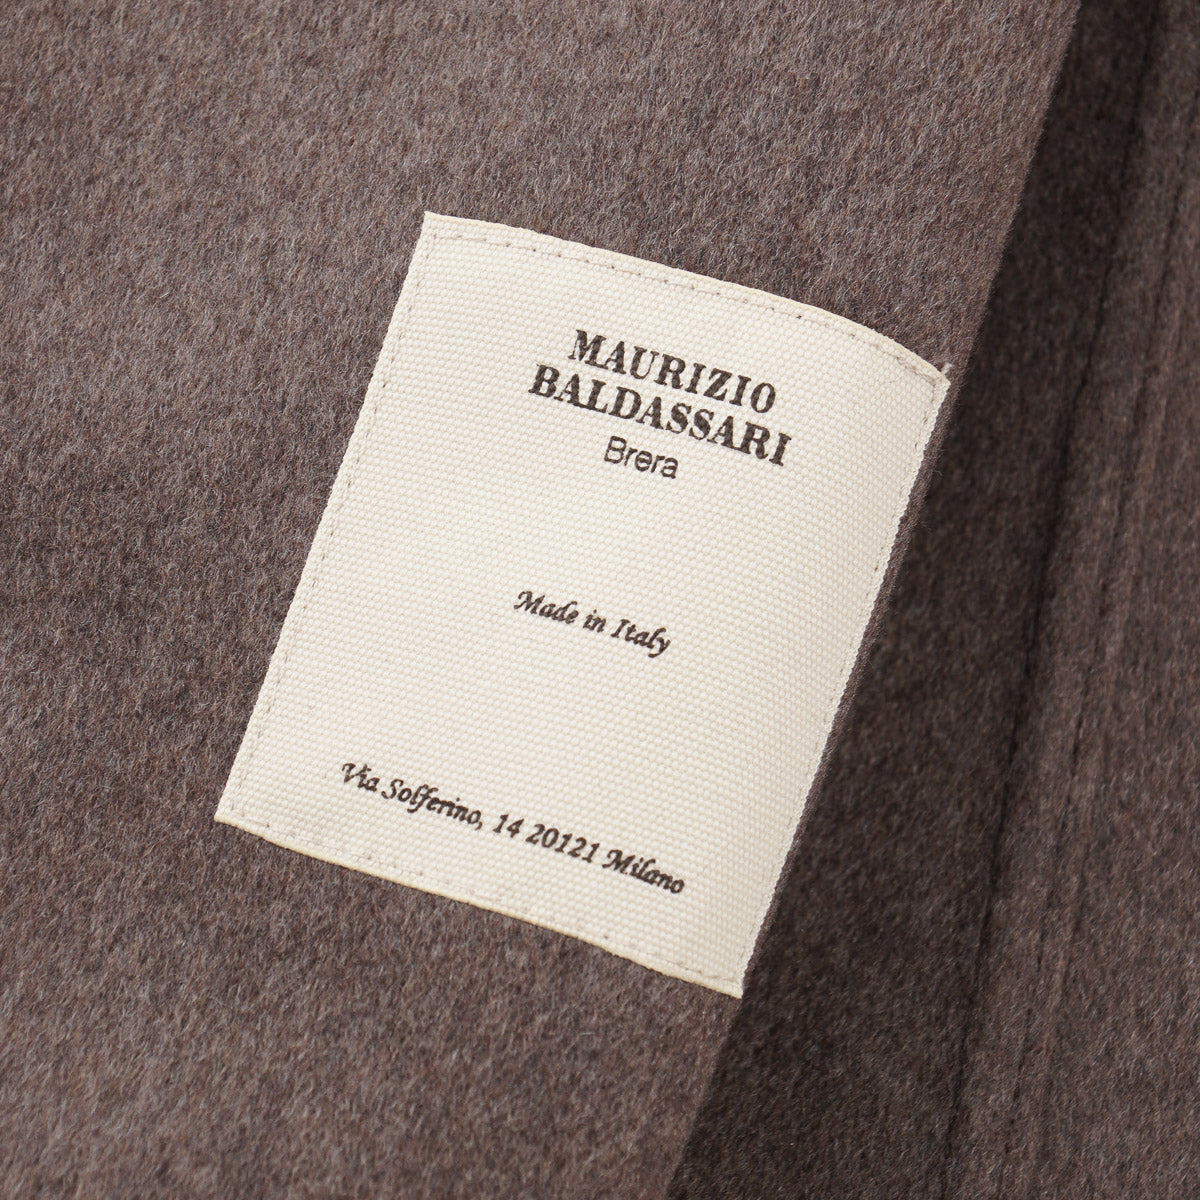 MAURIZIO
BALDASSARI
Brera
Made in Italy
Via Solferino, 14 20121 Milano